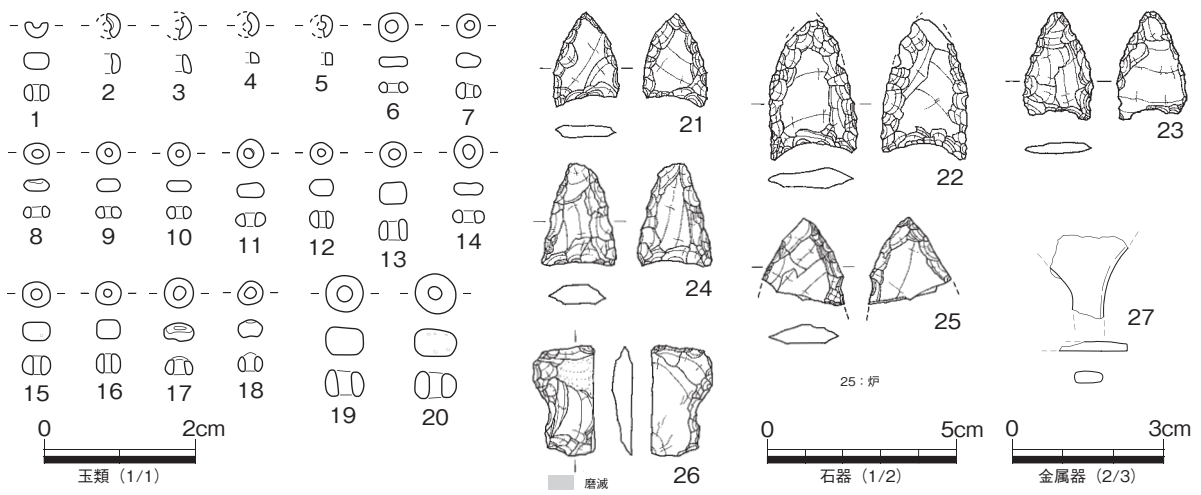 1 2 3 4 5 6 7
8 9 10 11 12 13 14
15 16 17 18 19 20
0 2cm
玉類（1/1）
21 22 23
24 25
25：炉
26 27
磨滅
0 5cm
石器（1/2）
0 3cm
金属器（2/3）